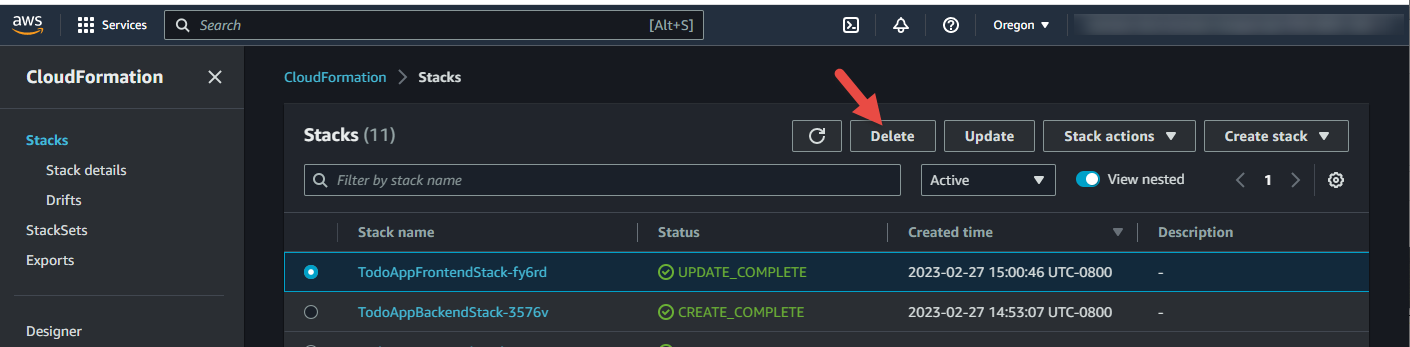 aws Services Search [Alt+S] Oregon
CloudFormation
CloudFormation Stacks
Stacks (11) Delete Update Stack actions Create stack
Stacks
Stack details
Filter by stack name Active View nested 1
Drifts
StackSets
Stack name Status Created time Description
Exports
TodoAppFrontendStack-fy6rd UPDATE_COMPLETE 2023-02-27 15:00:46 UTC-0800 -
TodoAppBackendStack-3576v CREATE_COMPLETE 2023-02-27 14:53:07 UTC-0800 -
Designer